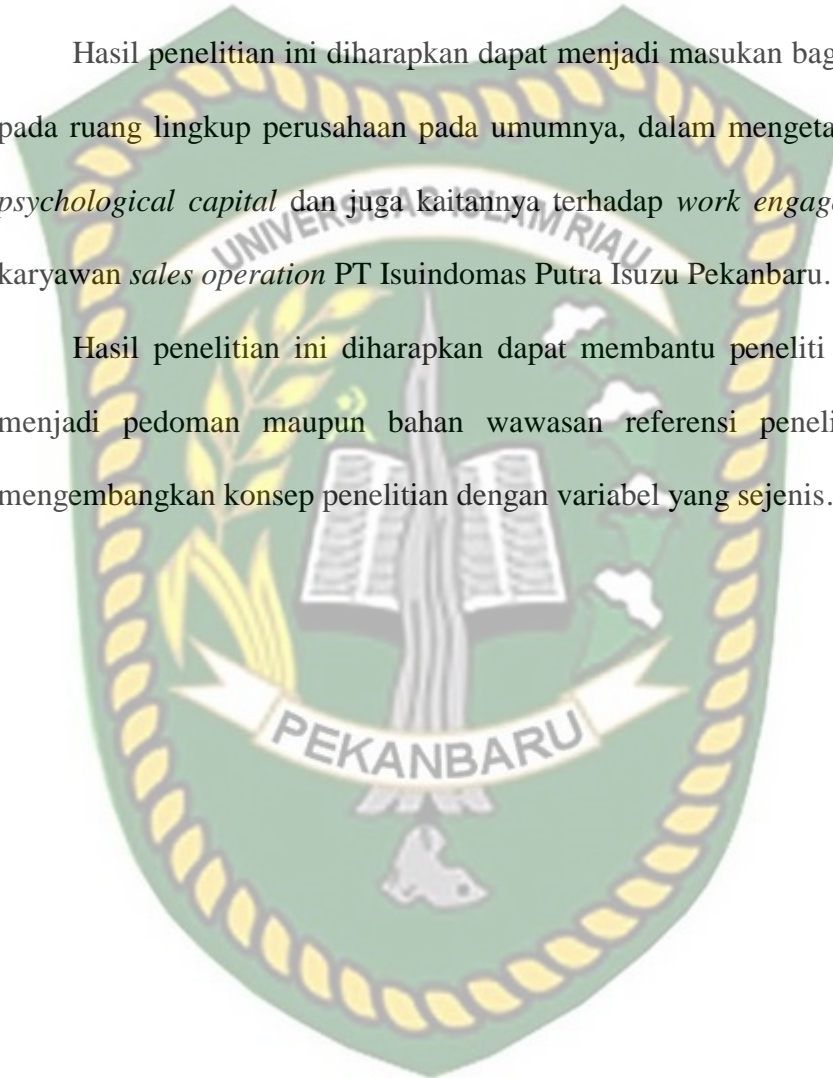 Hasil penelitian ini diharapkan dapat menjadi masukan bag
pada ruang lingkup perusahaan pada umumnya, dalam mengeta
psychological capital dan juga kaitannya terhadap work engag
karyawan sales operation PT Isuindomas Putra Isuzu Pekanbaru.
Hasil penelitian ini diharapkan dapat membantu peneliti
menjadi pedoman maupun bahan wawasan referensi peneli
mengembangkan konsep penelitian dengan variabel yang sejenis.
UNIVERSITAS ISLAM RIAU
PEKANBARU